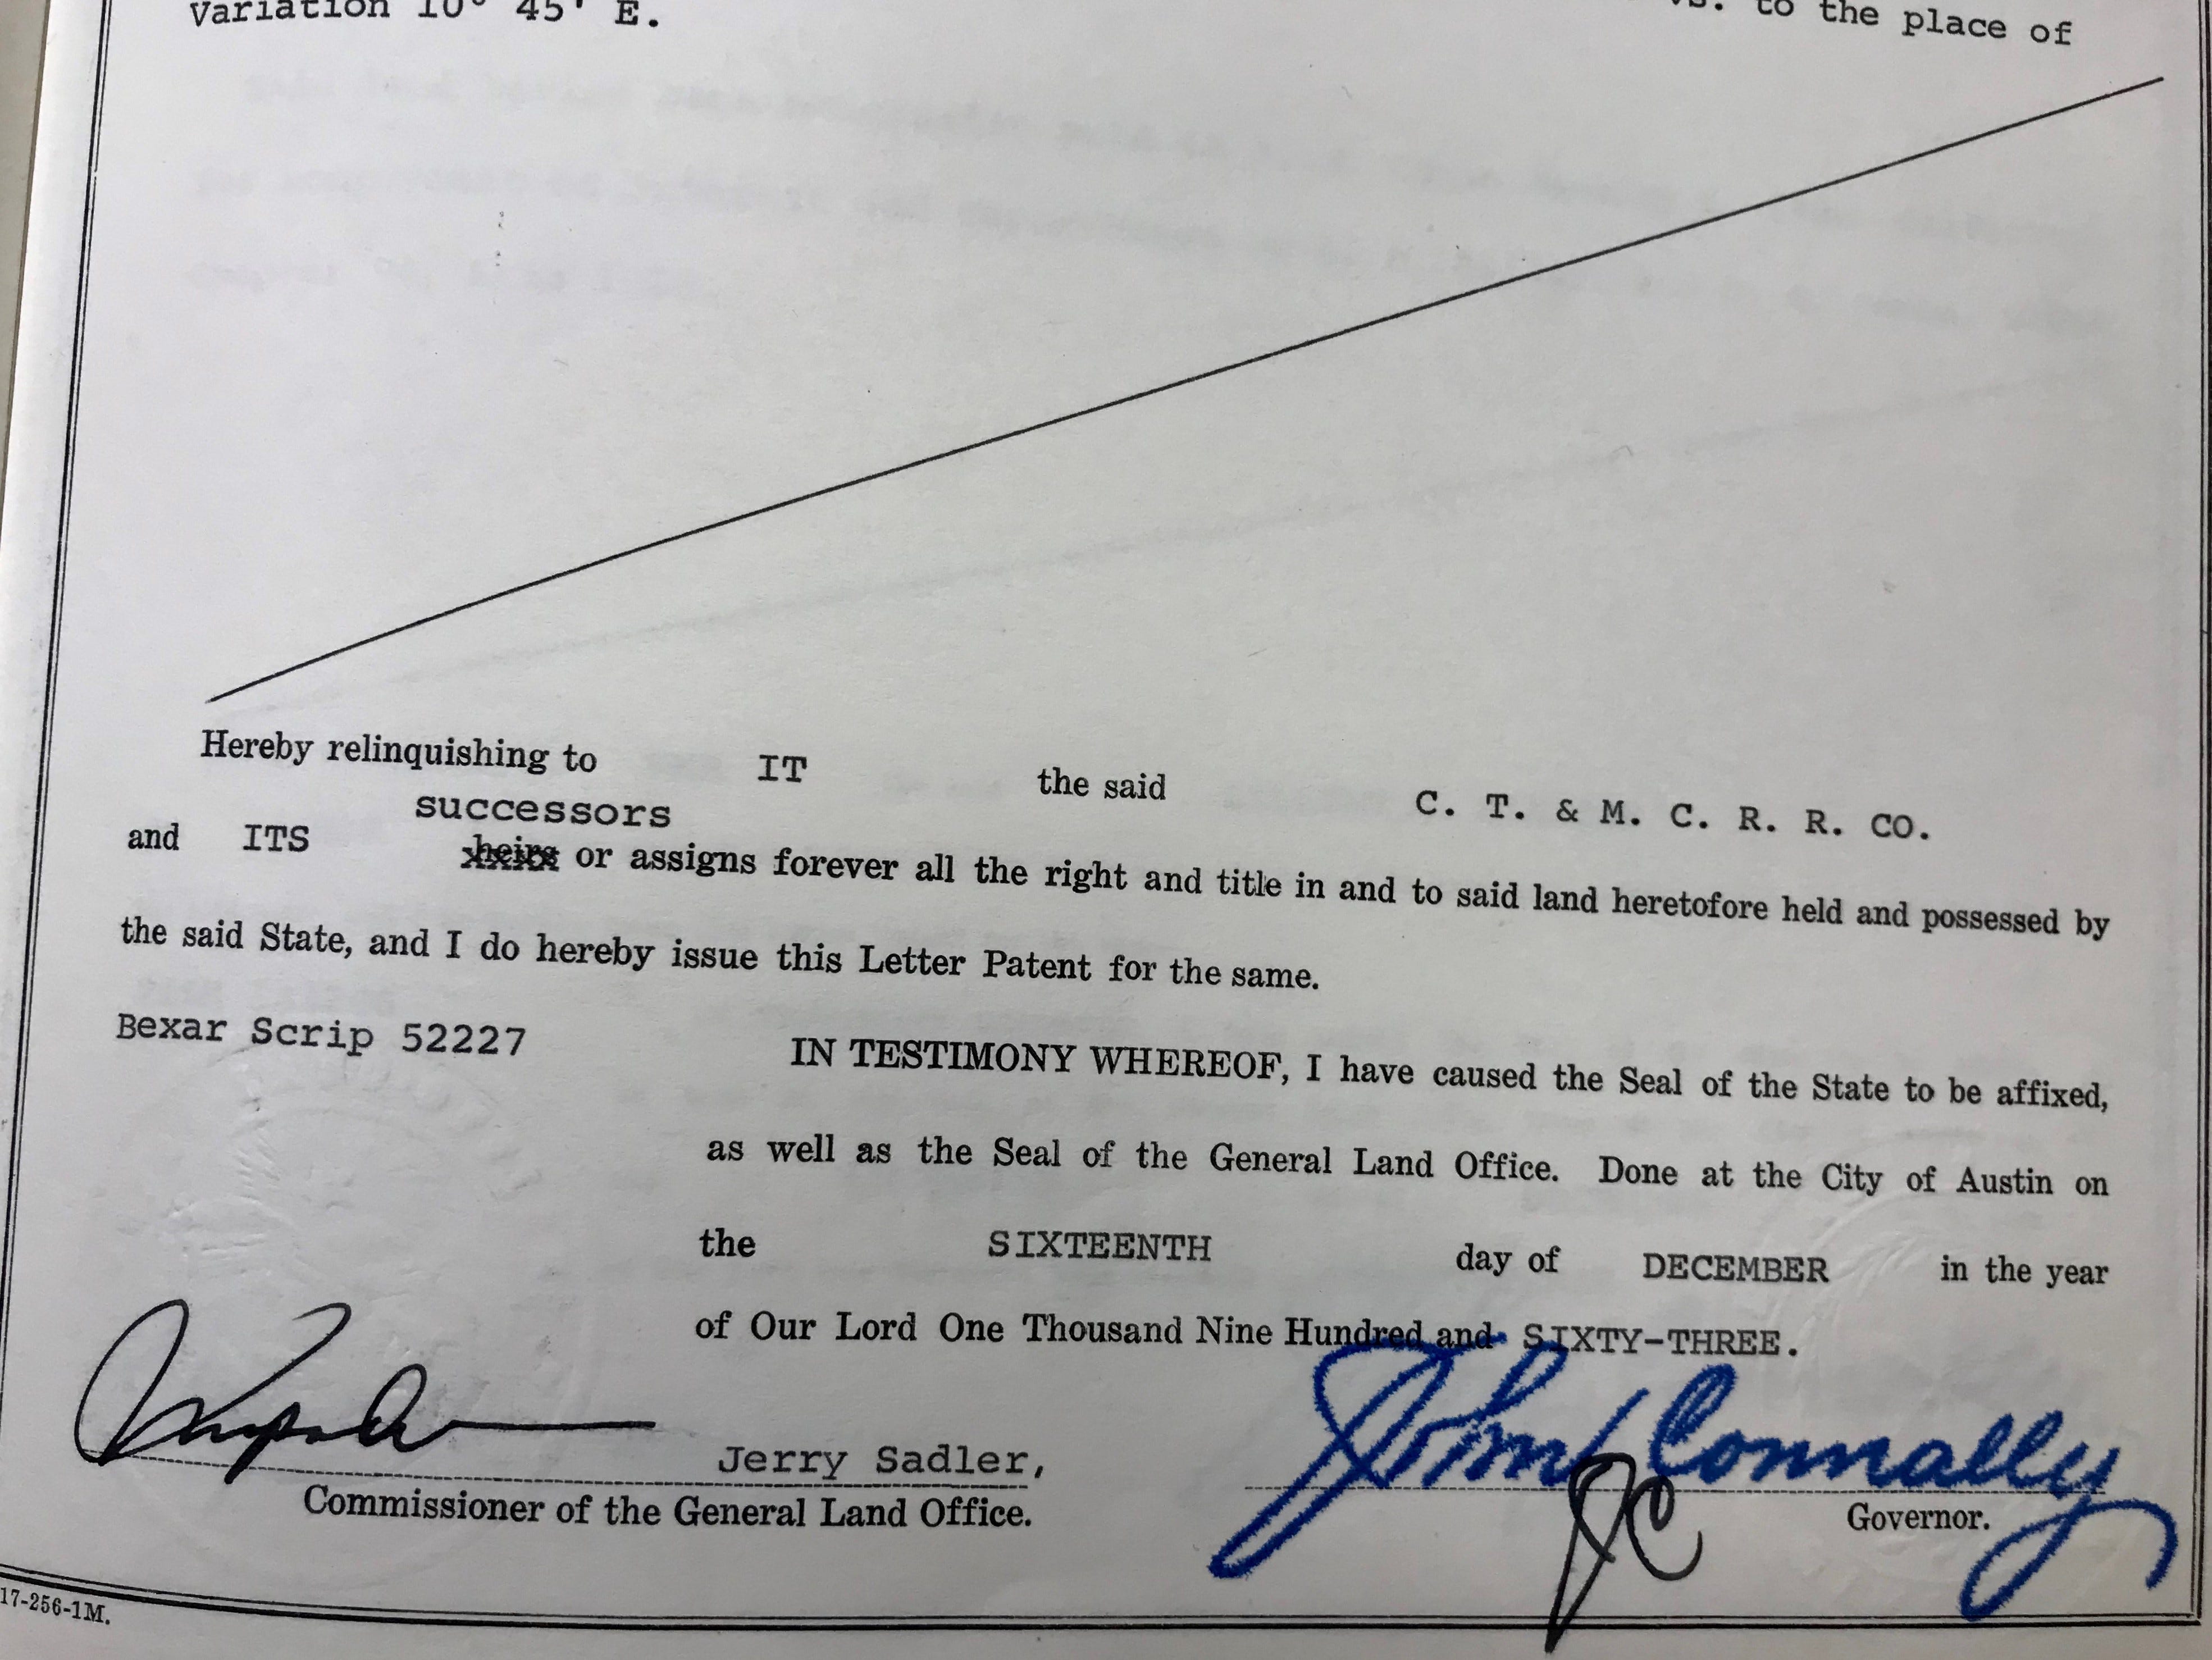 Variation 10° 45' E.
to the place of
Hereby relinquishing to IT the said C. T. & M. C. R. R. CO.
successors
and ITS heirs or assigns forever all the right and title in and to said land heretofore held and possessed by
the said State, and I do hereby issue this Letter Patent for the same.
Bexar Scrip 52227
IN TESTIMONY WHEREOF, I have caused the Seal of the State to be affixed,
as well as the Seal of the General Land Office. Done at the City of Austin on
the SIXTEENTH day of DECEMBER in the year
of Our Lord One Thousand Nine Hundred and SIXTY-THREE.
John Connally
JC
Jerry Sadler,
Commissioner of the General Land Office.
Governor.
17-256-1M.